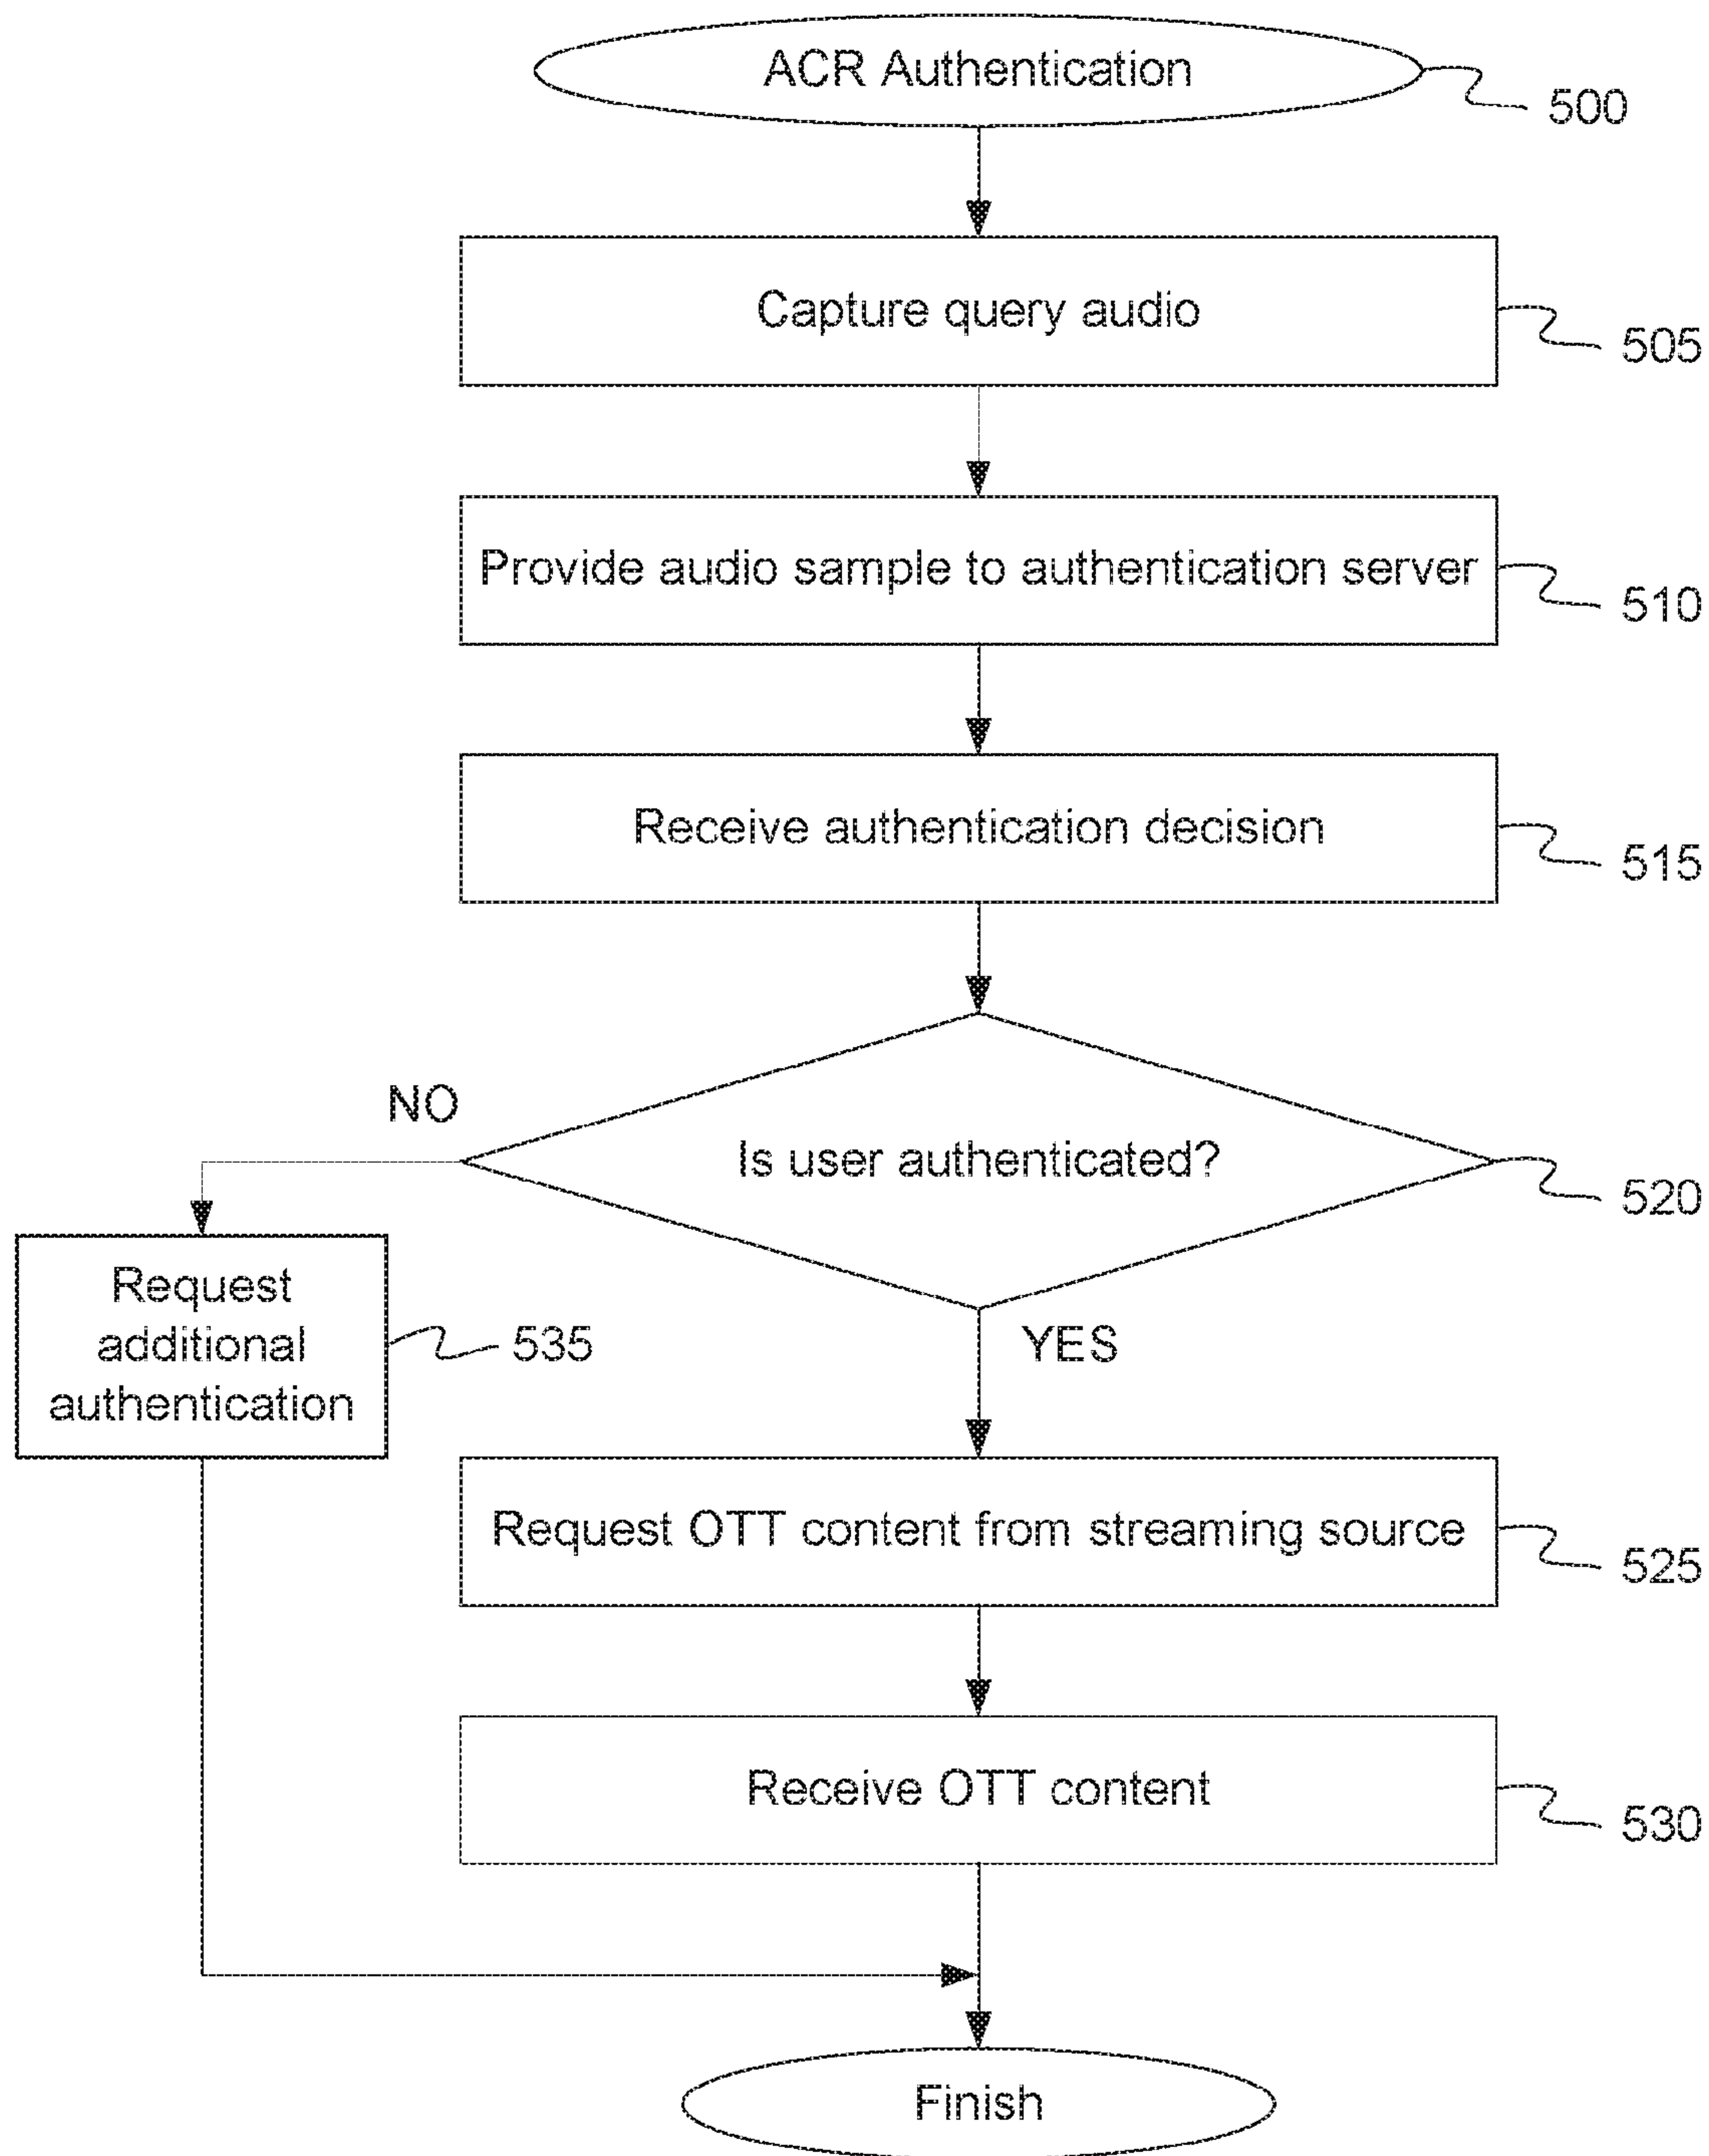 ACR Authentication
500
Capture query audio
505
Provide audio sample to authentication server
510
Receive authentication decision
515
NO
Is user authenticated?
520
Request
additional
authentication
535
YES
Request OTT content from streaming source
525
Receive OTT content
530
Finish